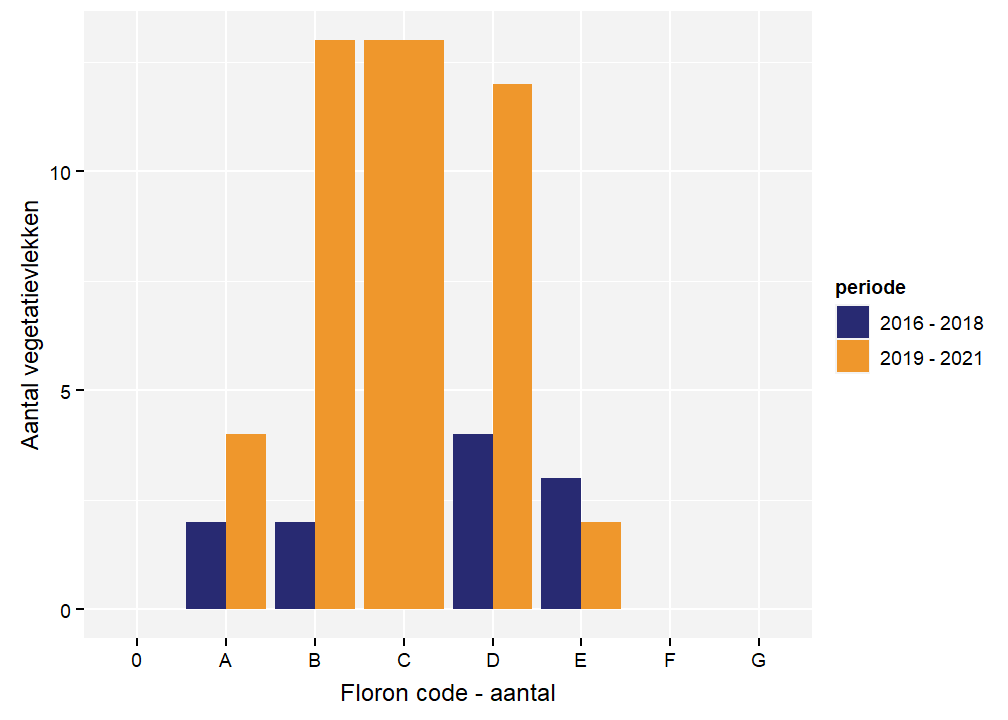 10
5
0
Aantal vegetatievlekken
0 A B C D E F G
Floron code - aantal
periode
2016 - 2018
2019 - 2021